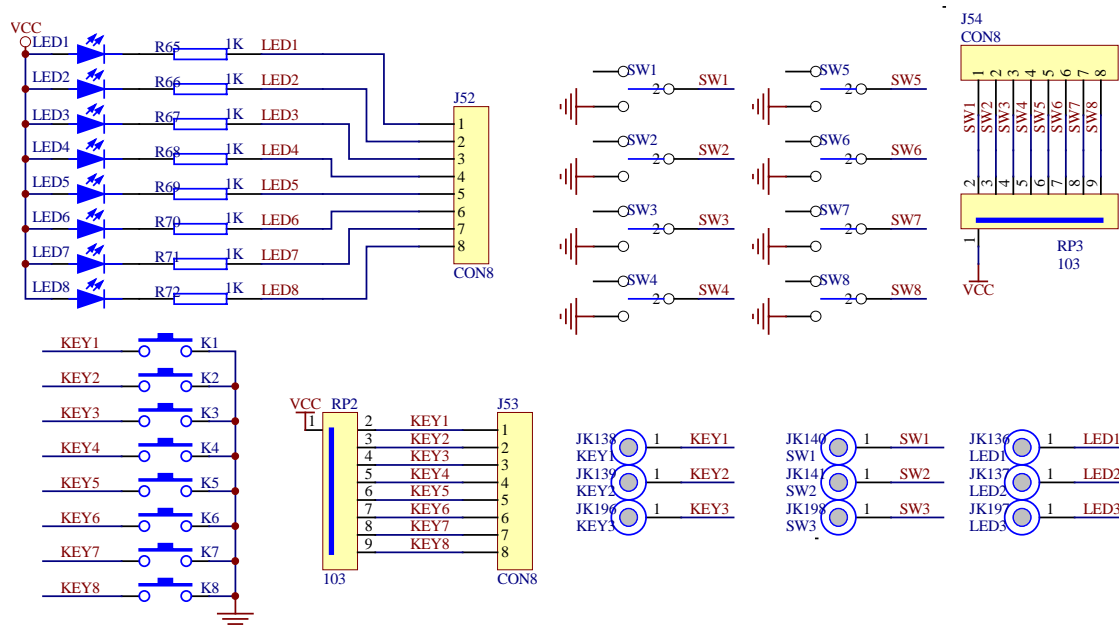 VCC
LED1 R65 1K LED1
LED2 R66 1K LED2
LED3 R67 1K LED3
LED4 R68 1K LED4
LED5 R69 1K LED5
LED6 R70 1K LED6
LED7 R71 1K LED7
LED8 R72 1K LED8
J52
1
2
3
4
5
6
7
8
CON8
SW1 2 SW1
SW2 2 SW2
SW3 2 SW3
SW4 2 SW4
SW5 2 SW5
SW6 2 SW6
SW7 2 SW7
SW8 2 SW8
J54
CON8
1 2 3 4 5 6 7 8
SW1 SW2 SW3 SW4 SW5 SW6 SW7 SW8
2 3 4 5 6 7 8 9
1
RP3
103
VCC
KEY1 K1
KEY2 K2
KEY3 K3
KEY4 K4
KEY5 K5
KEY6 K6
KEY7 K7
KEY8 K8
VCC RP2 J53
1
2 KEY1 1
3 KEY2 2
4 KEY3 3
5 KEY4 4
6 KEY5 5
7 KEY6 6
8 KEY7 7
9 KEY8 8
103 CON8
JK138 1 KEY1
KEY1
JK139 1 KEY2
KEY2
JK196 1 KEY3
KEY3
JK140 1 SW1
SW1
JK141 1 SW2
SW2
JK198 1 SW3
SW3
JK136 1 LED1
LED1
JK137 1 LED2
LED2
JK197 1 LED3
LED3